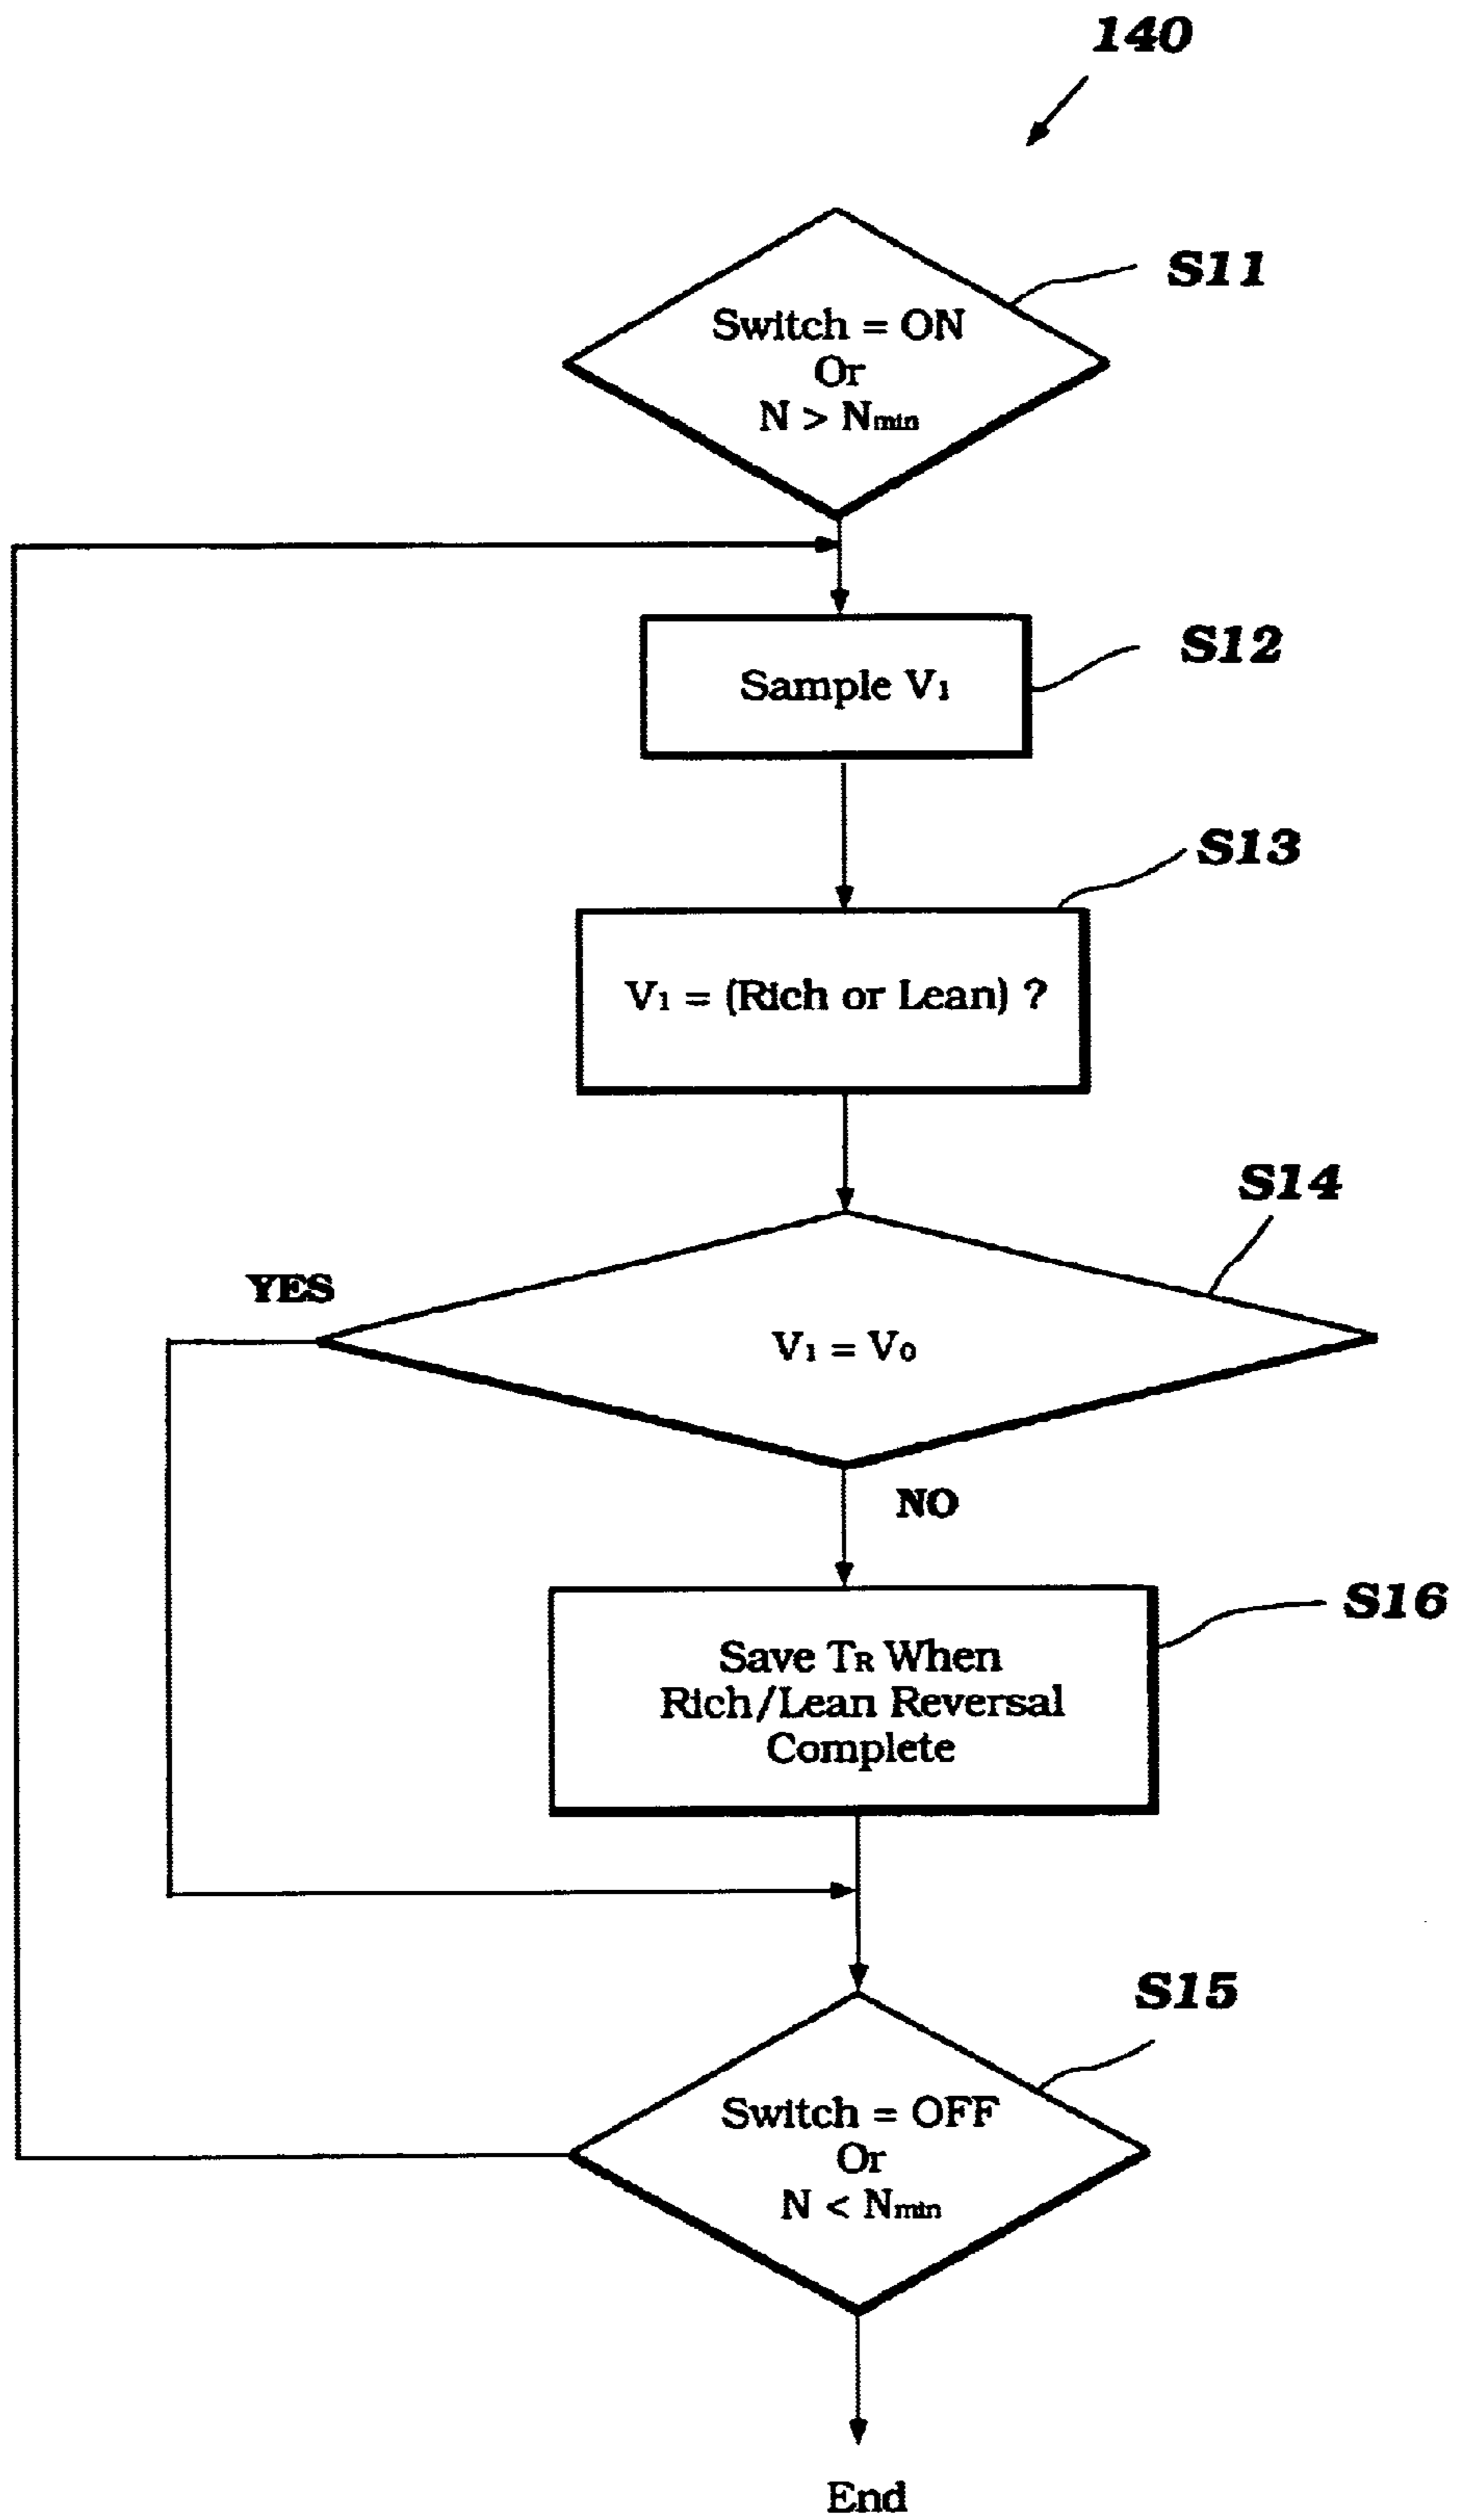 140
S11
Switch = ON
Or
N > Nmin
S12
Sample V1
S13
V1 = (Rich or Lean) ?
S14
YES
V1 = V0
NO
S16
Save TR When
Rich/Lean Reversal
Complete
S15
Switch = OFF
Or
N < Nmin
End